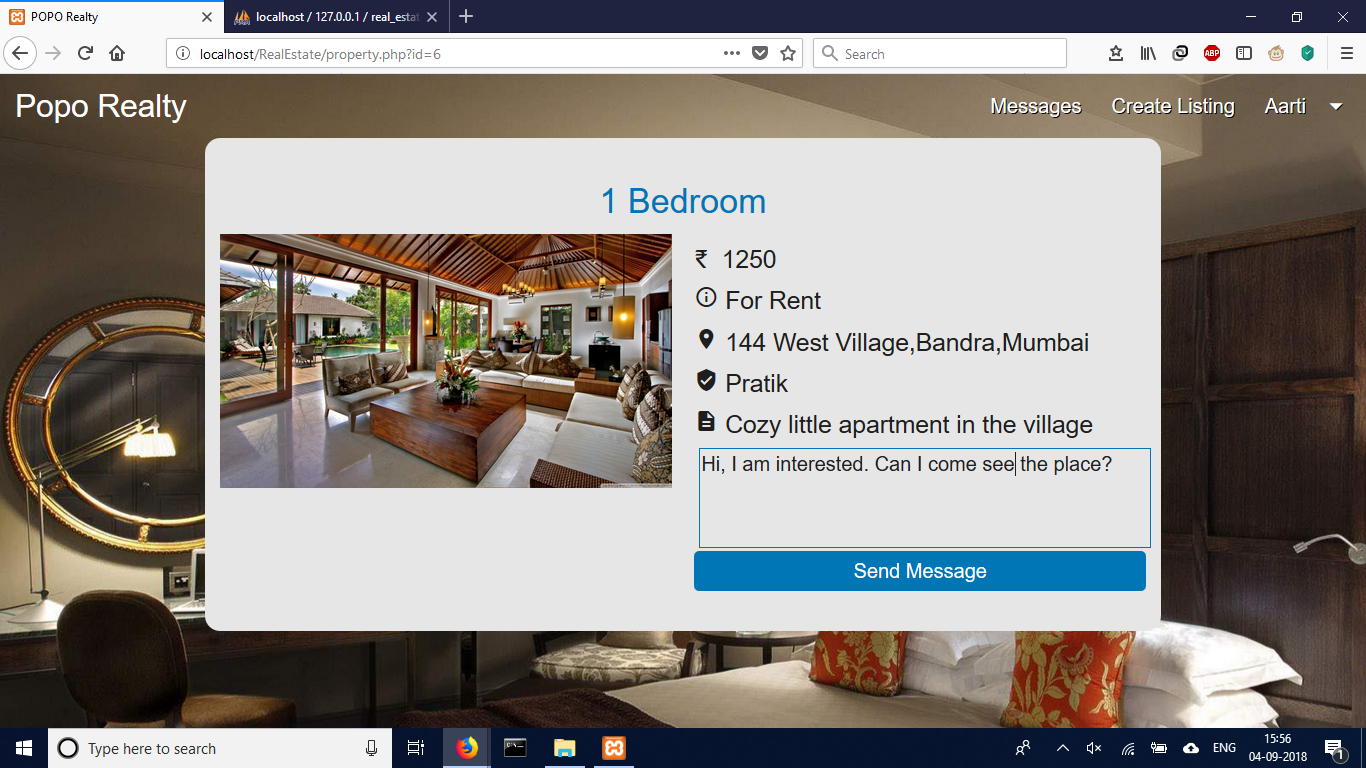 POPO Realty
localhost / 127.0.0.1 / real_estat
localhost/RealEstate/property.php?id=6
Search
ABP
Popo Realty
Messages
Create Listing
Aarti
1 Bedroom
₹ 1250
For Rent
144 West Village,Bandra,Mumbai
Pratik
Cozy little apartment in the village
Hi, I am interested. Can I come see the place?
Send Message
Type here to search
ENG
15:56
04-09-2018
1